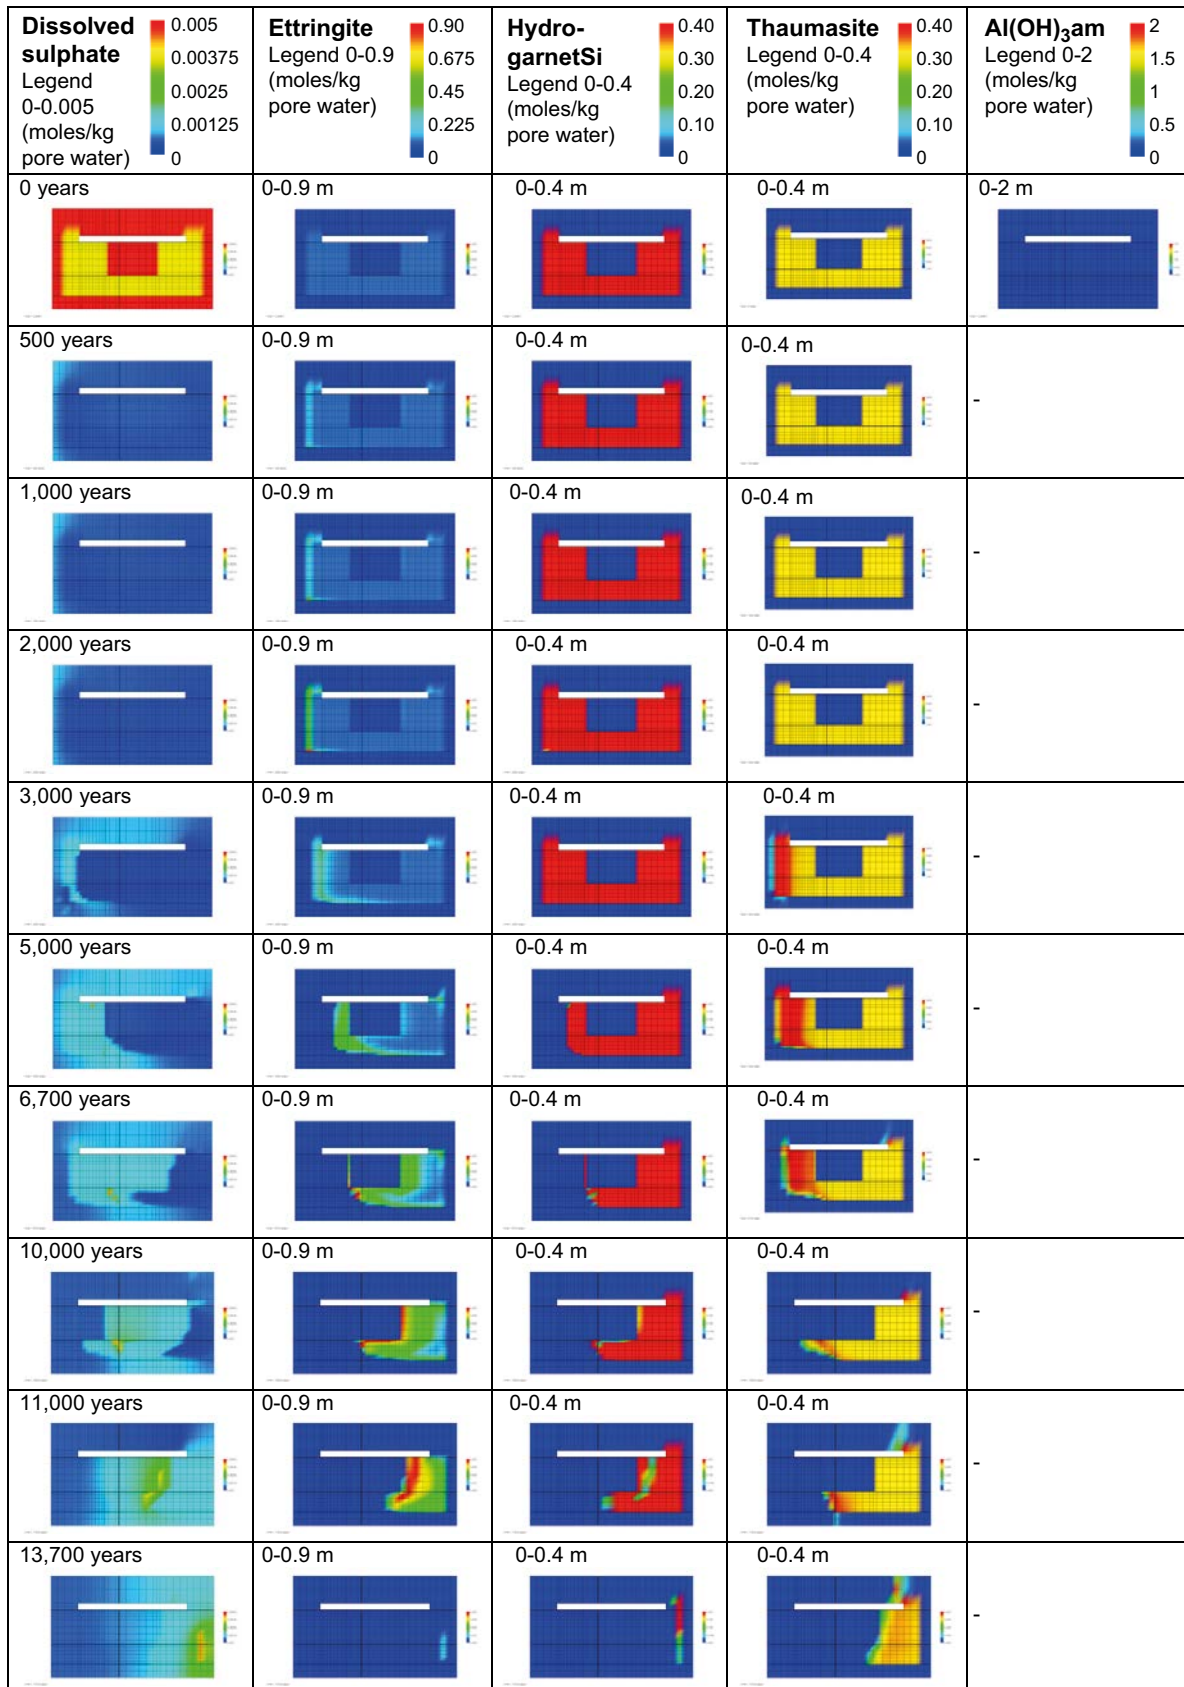 Dissolved
sulphate
Legend
0-0.005
(moles/kg
pore water)
0.005
0.00375
0.0025
0.00125
0
Ettringite
Legend 0-0.9
(moles/kg
pore water)
0.90
0.675
0.45
0.225
0
Hydro-
garnetSi
Legend 0-0.4
(moles/kg
pore water)
0.40
0.30
0.20
0.10
0
Thaumasite
Legend 0-0.4
(moles/kg
pore water)
0.40
0.30
0.20
0.10
0
Al(OH)3am
Legend 0-2
(moles/kg
pore water)
2
1.5
1
0.5
0
0 years
0-0.9 m
0-0.4 m
0-0.4 m
0-2 m
500 years
0-0.9 m
0-0.4 m
0-0.4 m
-
1,000 years
0-0.9 m
0-0.4 m
0-0.4 m
-
2,000 years
0-0.9 m
0-0.4 m
0-0.4 m
-
3,000 years
0-0.9 m
0-0.4 m
0-0.4 m
-
5,000 years
0-0.9 m
0-0.4 m
0-0.4 m
-
6,700 years
0-0.9 m
0-0.4 m
0-0.4 m
-
10,000 years
0-0.9 m
0-0.4 m
0-0.4 m
-
11,000 years
0-0.9 m
0-0.4 m
0-0.4 m
-
13,700 years
0-0.9 m
0-0.4 m
0-0.4 m
-